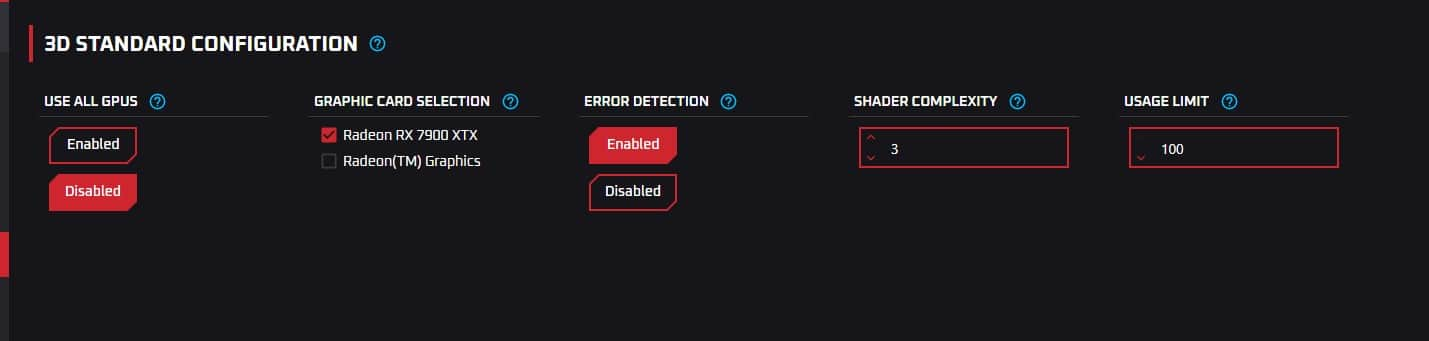 3D STANDARD CONFIGURATION
USE ALL GPUS
Enabled
Disabled
GRAPHIC CARD SELECTION
Radeon RX 7900 XTX
Radeon(TM) Graphics
ERROR DETECTION
Enabled
Disabled
SHADER COMPLEXITY
3
USAGE LIMIT
100